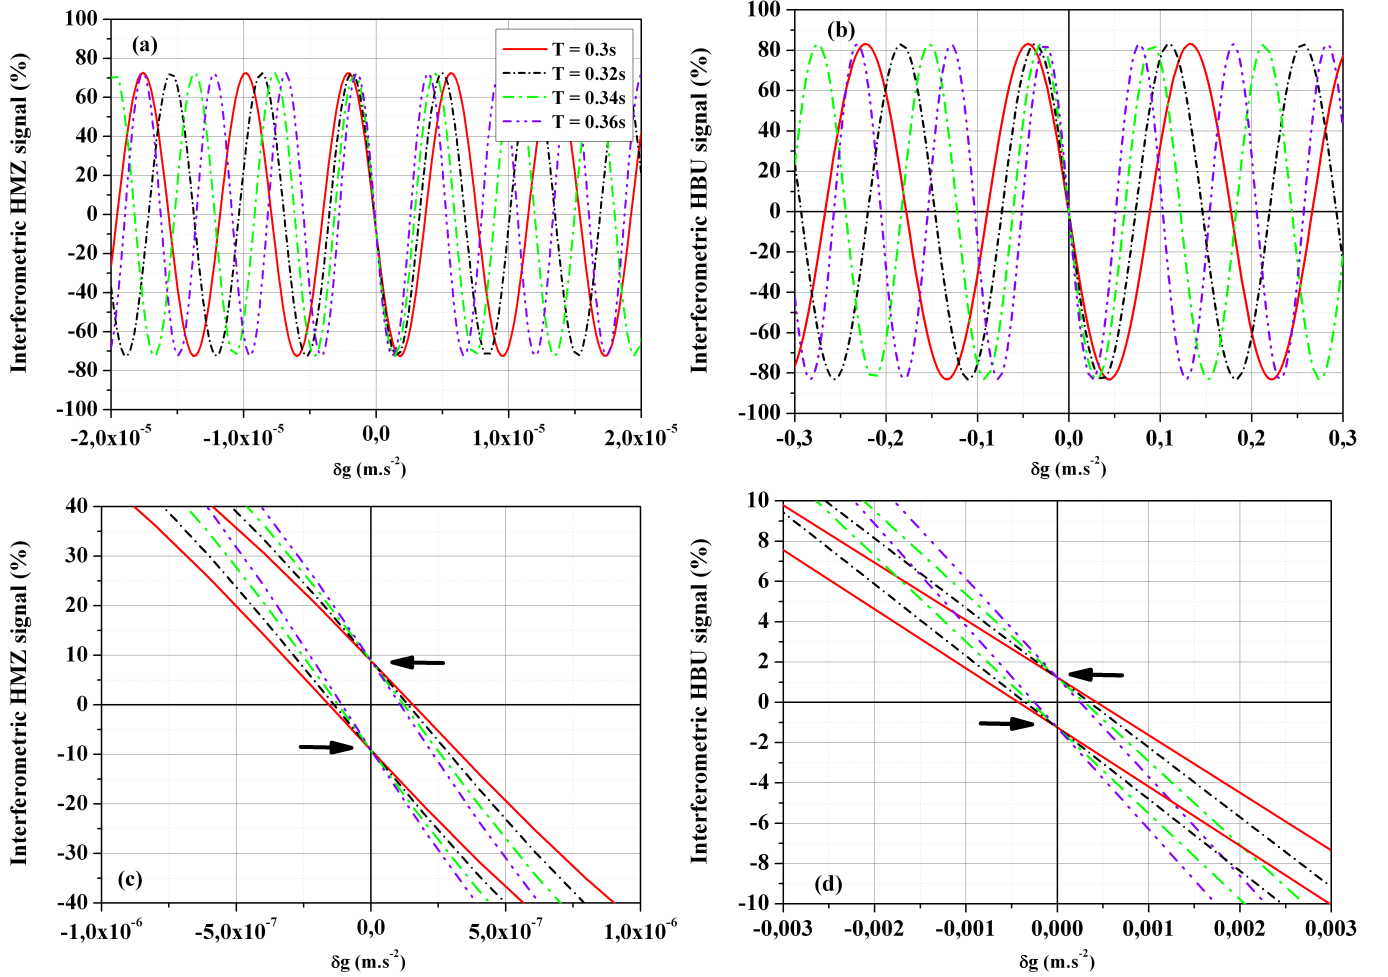 Interferometric HMZ signal (%)
100
80
60
40
20
0
-20
-40
-60
-80
-100
(a)
T = 0.3s
T = 0.32s
T = 0.34s
T = 0.36s
-2,0x10⁻⁵
-1,0x10⁻⁵
0,0
1,0x10⁻⁵
2,0x10⁻⁵
δg (m.s⁻²)
Interferometric HBU signal (%)
100
80
60
40
20
0
-20
-40
-60
-80
-100
(b)
-0,3
-0,2
-0,1
0,0
0,1
0,2
0,3
δg (m.s⁻²)
Interferometric HMZ signal (%)
40
30
20
10
0
-10
-20
-30
-40
(c)
-1,0x10⁻⁶
-5,0x10⁻⁷
0,0
5,0x10⁻⁷
1,0x10⁻⁶
δg (m.s⁻²)
Interferometric HBU signal (%)
10
8
6
4
2
0
-2
-4
-6
-8
-10
(d)
-0,003
-0,002
-0,001
0,000
0,001
0,002
0,003
δg (m.s⁻²)